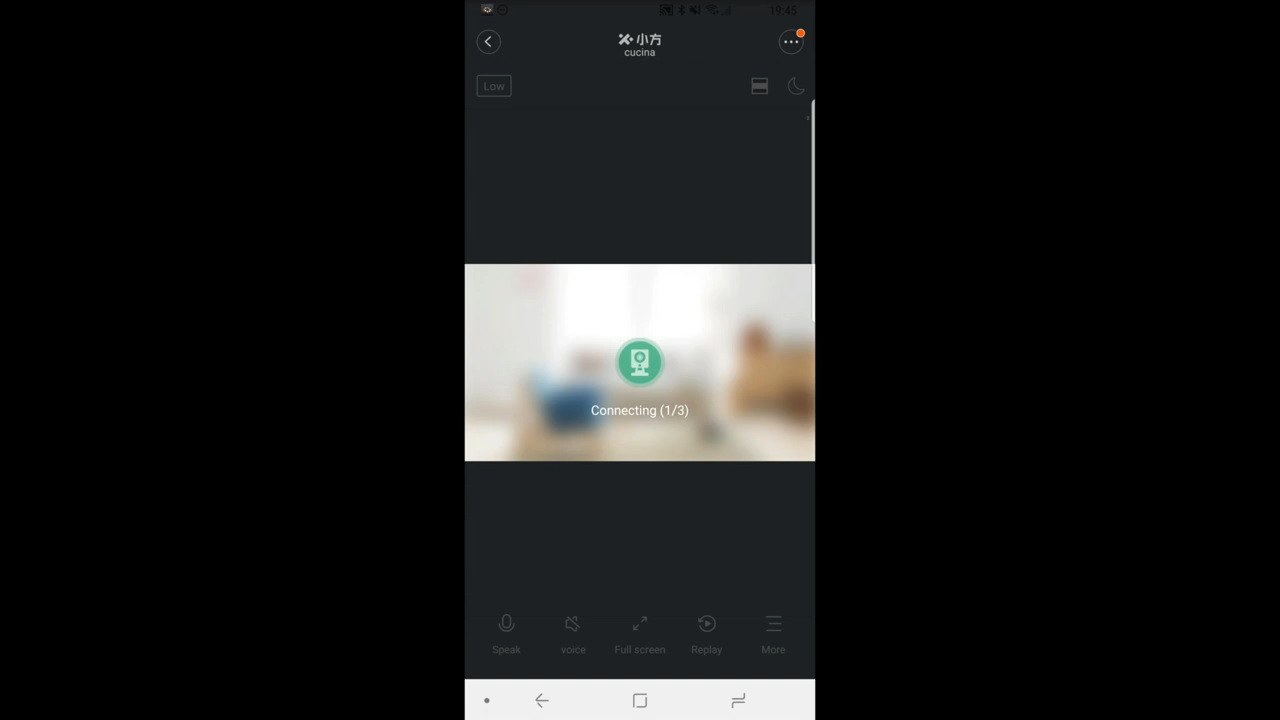 19:45
小方
cucina
Low
Connecting (1/3)
Speak
voice
Full screen
Replay
More